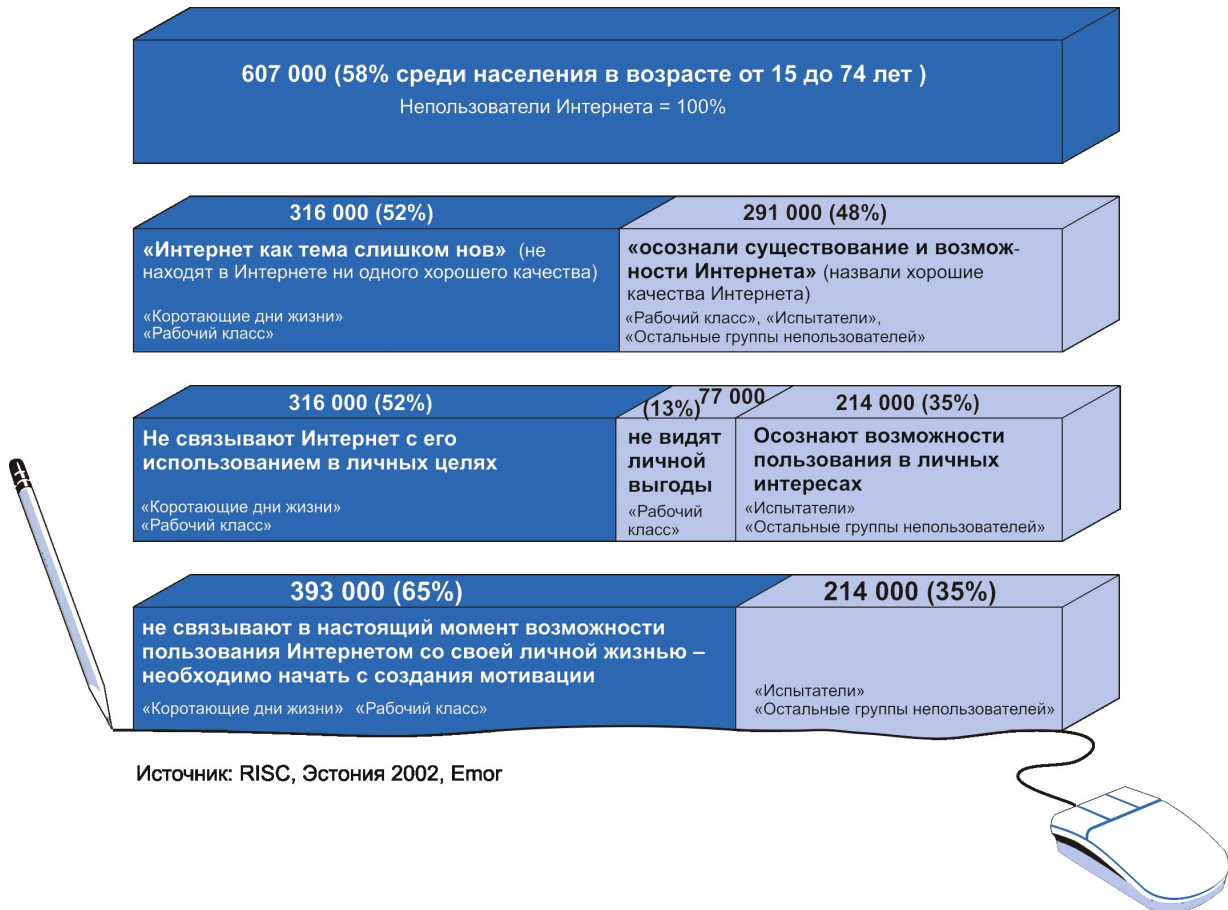 607 000 (58% среди населения в возрасте от 15 до 74 лет )
Непользователи Интернета = 100%
316 000 (52%)
291 000 (48%)
«Интернет как тема слишком нов» (не
находят в Интернете ни одного хорошего качества)
«Коротающие дни жизни»
«Рабочий класс»
«осознали существование и возмож-
ности Интернета» (назвали хорошие
качества Интернета)
«Рабочий класс», «Испытатели»,
«Остальные группы непользователей»
316 000 (52%)
77 000
(13%)
214 000 (35%)
Не связывают Интернет с его
использованием в личных целях
«Коротающие дни жизни»
«Рабочий класс»
не видят
личной
выгоды
«Рабочий
класс»
Осознают возможности
пользования в личных
интересах
«Испытатели»
«Остальные группы непользователей»
393 000 (65%)
214 000 (35%)
не связывают в настоящий момент возможности
пользования Интернетом со своей личной жизнью –
необходимо начать с создания мотивации
«Коротающие дни жизни» «Рабочий класс»
«Испытатели»
«Остальные группы непользователей»
Источник: RISC, Эстония 2002, Emor